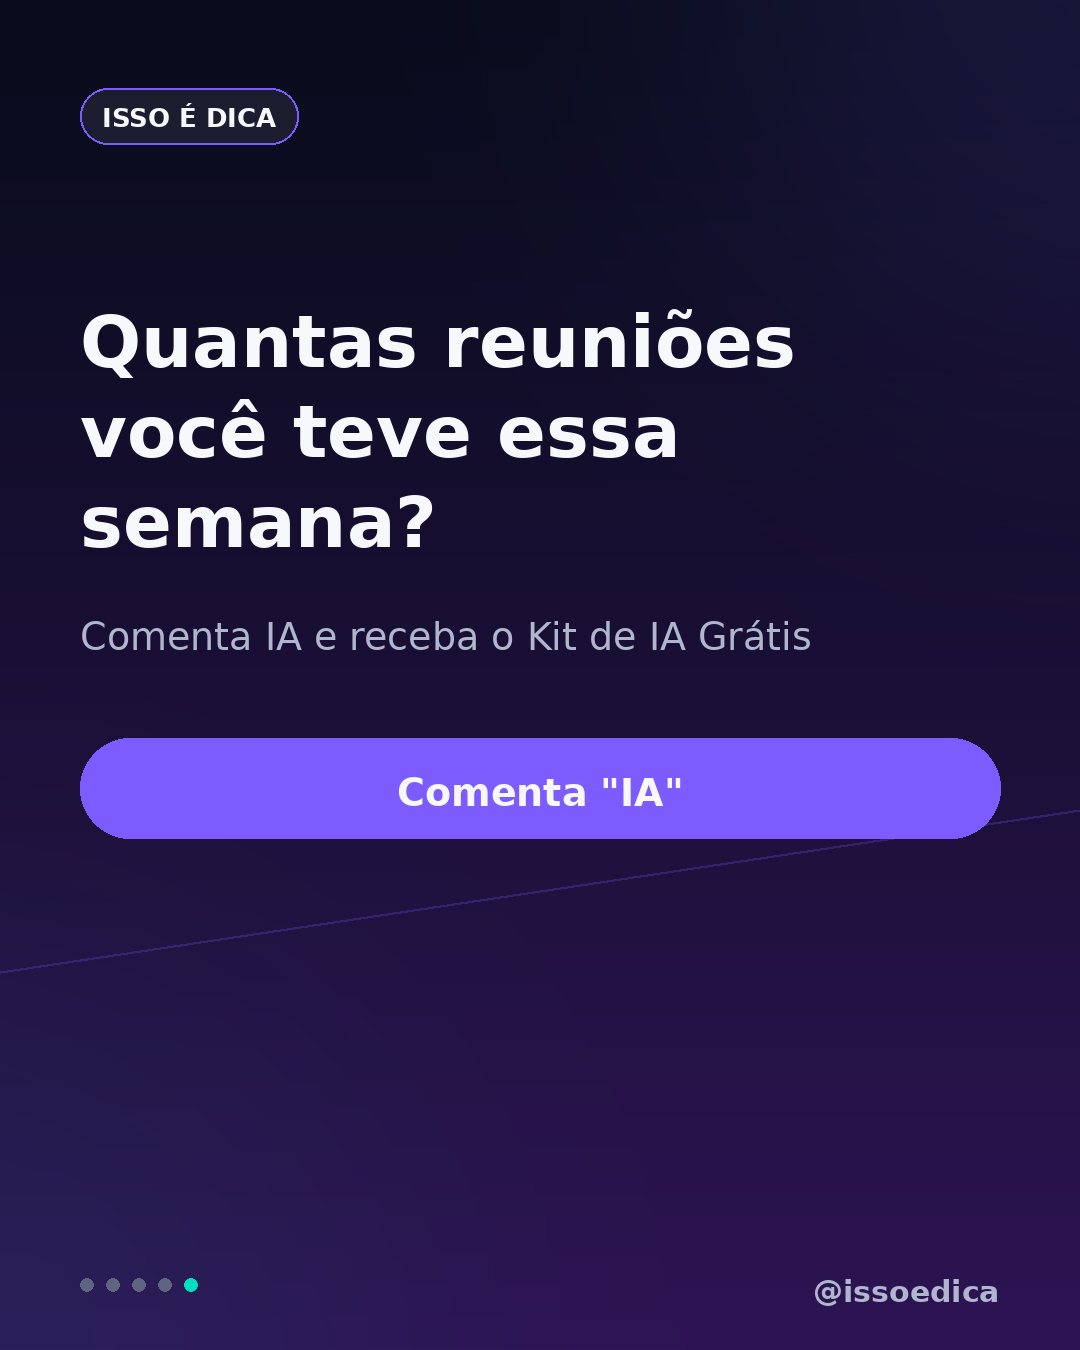 ISSO É DICA
Quantas reuniões
você teve essa
semana?
Comenta IA e receba o Kit de IA Grátis
Comenta "IA"
@issoedica